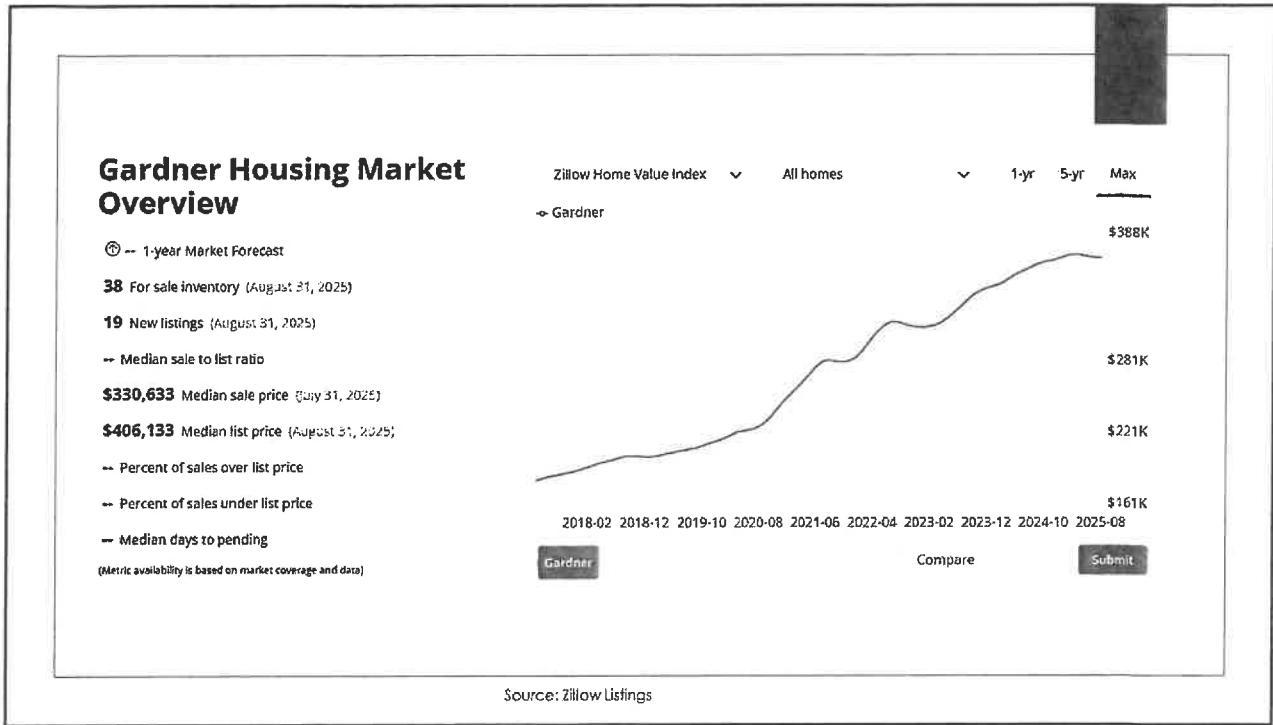 Gardner Housing Market
Overview
-- 1-year Market Forecast
38 For sale inventory (August 31, 2025)
19 New listings (August 31, 2025)
-- Median sale to list ratio
$330,633 Median sale price (July 31, 2025)
$406,133 Median list price (August 31, 2025)
-- Percent of sales over list price
-- Percent of sales under list price
-- Median days to pending
(Metric availability is based on market coverage and data)
Zillow Home Value Index All homes 1-yr 5-yr Max
Gardner
$388K
$281K
$221K
$161K
2018-02 2018-12 2019-10 2020-08 2021-06 2022-04 2023-02 2023-12 2024-10 2025-08
Gardner Compare Submit
Source: Zillow Listings